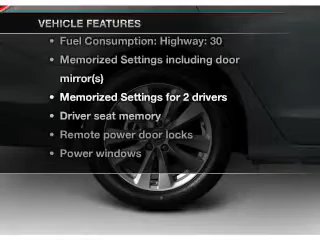 VEHICLE FEATURES
• Fuel Consumption: Highway: 30
• Memorized Settings including door
mirror(s)
• Memorized Settings for 2 drivers
• Driver seat memory
• Remote power door locks
• Power windows